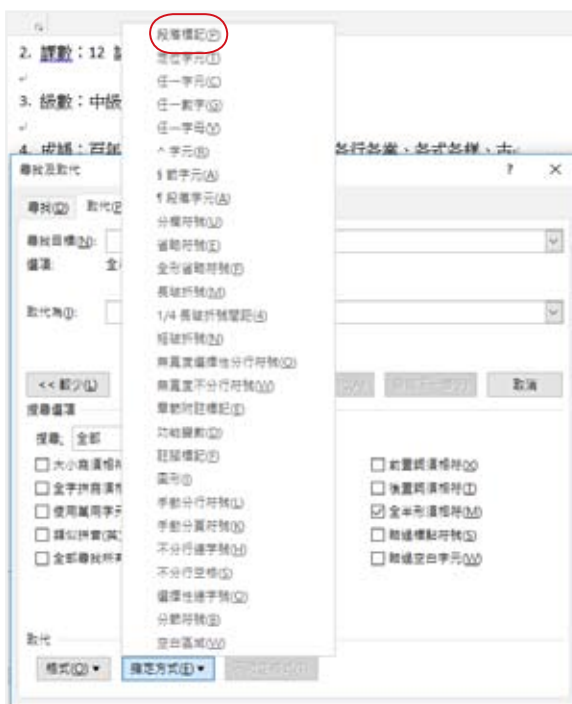 段落標記(P)
2. 課數：12
定位字元(T)
任一字元(C)
3. 級數：中級
任一數字(G)
任一字母(Y)
4. 成語：百年
^ 字元(R)
各行各業、各式各樣、古
尋找及取代 ? ×
§ 節字元(A)
¶ 段落字元(A)
尋找(D) 取代(P
分欄符號(U)
尋找目標(N):
省略符號(E)
選項: 全
全形省略符號(F)
長破折號(M)
取代為(I):
1/4 長破折號間距(4)
短破折號(N)
無寬度選擇性分行符號(O)
<< 較少(L)
無寬度不分行符號(W)
取消
搜尋選項
章節附註標記(E)
搜尋; 全部
功能變數(D)
註腳標記(F)
大小寫須相符
圖形(I)
前置詞須相符(X)
全字拼寫須相
手動分行符號(L)
後置詞須相符(T)
使用萬用字元
手動分頁符號(K)
全半形須相符(M)
類似拼音(英
不分行連字號(H)
略過標點符號(S)
全部尋找所有
不分行空格(S)
略過空白字元(W)
選擇性連字號(O)
分節符號(B)
取代
空白區域(W)
格式(O) ▼ 指定方式(E) ▼